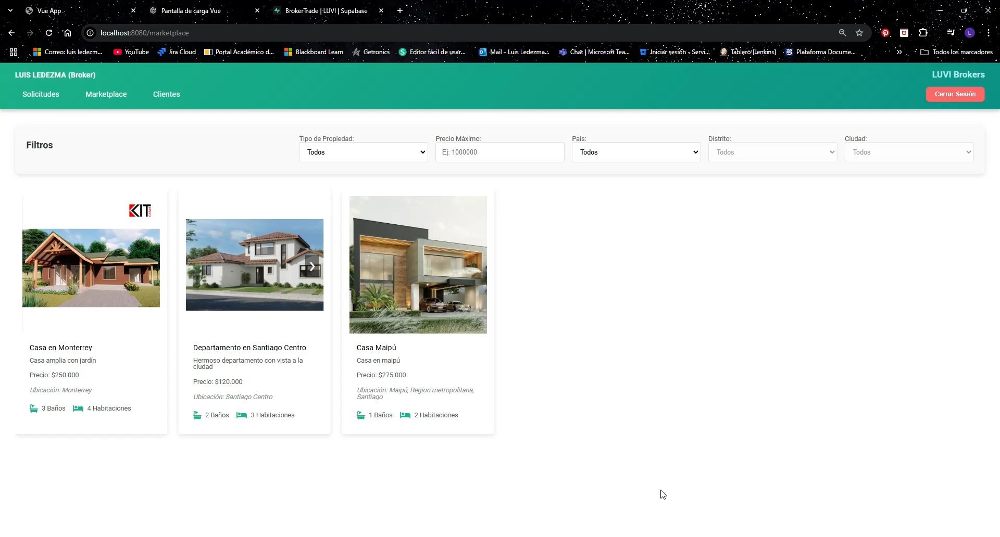 Vue App
Pantalla de carga Vue
BrokerTrade | LUVI | Supabase
localhost:8080/marketplace
L
Correo: luis ledezm...
YouTube
Jira Cloud
Portal Académico d...
Blackboard Learn
Getronics
Editor fácil de usar...
Mail - Luis Ledezma...
Chat | Microsoft Tea...
Iniciar sesión - Servi...
Tablero [Jenkins]
Plataforma Docume...
Todos los marcadores
LUIS LEDEZMA (Broker)
LUVI Brokers
Solicitudes
Marketplace
Clientes
Cerrar Sesión
Filtros
Tipo de Propiedad:
Todos
Precio Máximo:
Ej: 1000000
País:
Todos
Distrito:
Todos
Ciudad:
Todos
KIT
CASAS
Casa en Monterrey
Casa amplia con jardín
Precio: $250.000
Ubicación: Monterrey
3 Baños
4 Habitaciones
Departamento en Santiago Centro
Hermoso departamento con vista a la
ciudad
Precio: $120.000
Ubicación: Santiago Centro
2 Baños
3 Habitaciones
Casa Maipú
Casa en maipú
Precio: $275.000
Ubicación: Maipú, Region metropolitana,
Santiago
1 Baños
2 Habitaciones